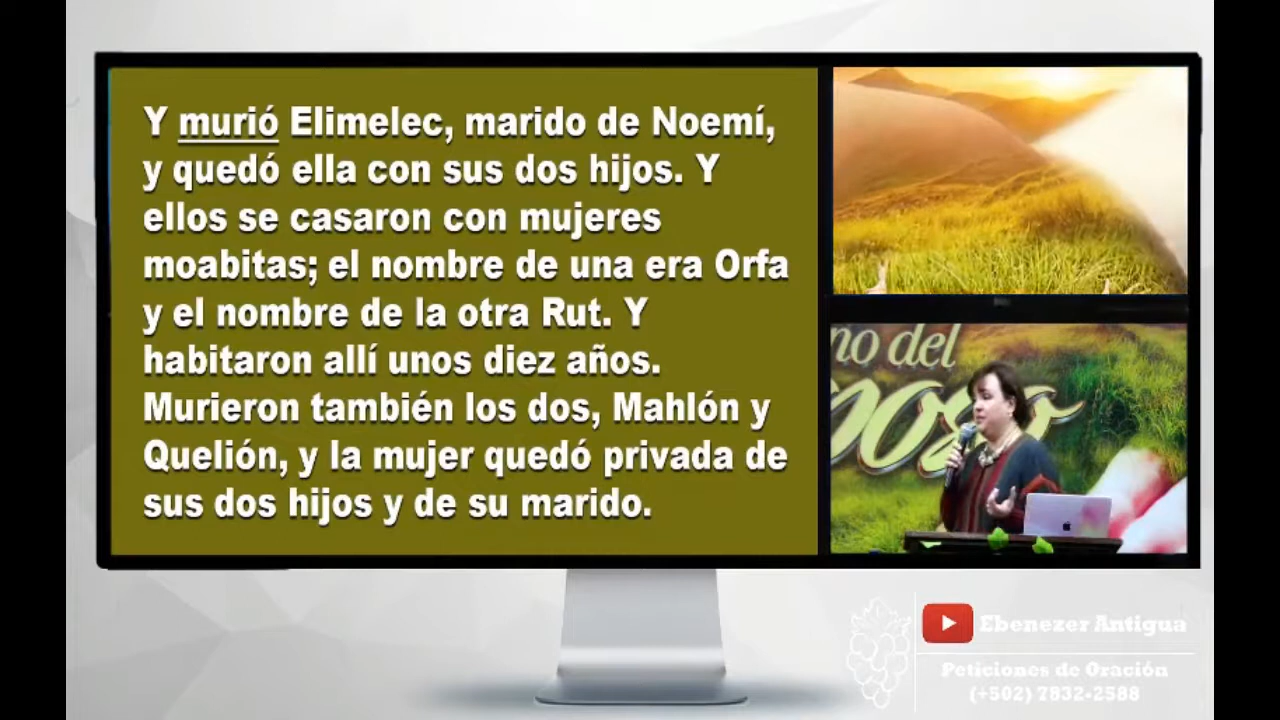 Y murió Elimelec, marido de Noemí,
y quedó ella con sus dos hijos. Y
ellos se casaron con mujeres
moabitas; el nombre de una era Orfa
y el nombre de la otra Rut. Y
habitaron allí unos diez años.
Murieron también los dos, Mahlón y
Quelión, y la mujer quedó privada de
sus dos hijos y de su marido.
no del
Ebenezer Antigua
Peticiones de Oración
(+502) 7832-2588